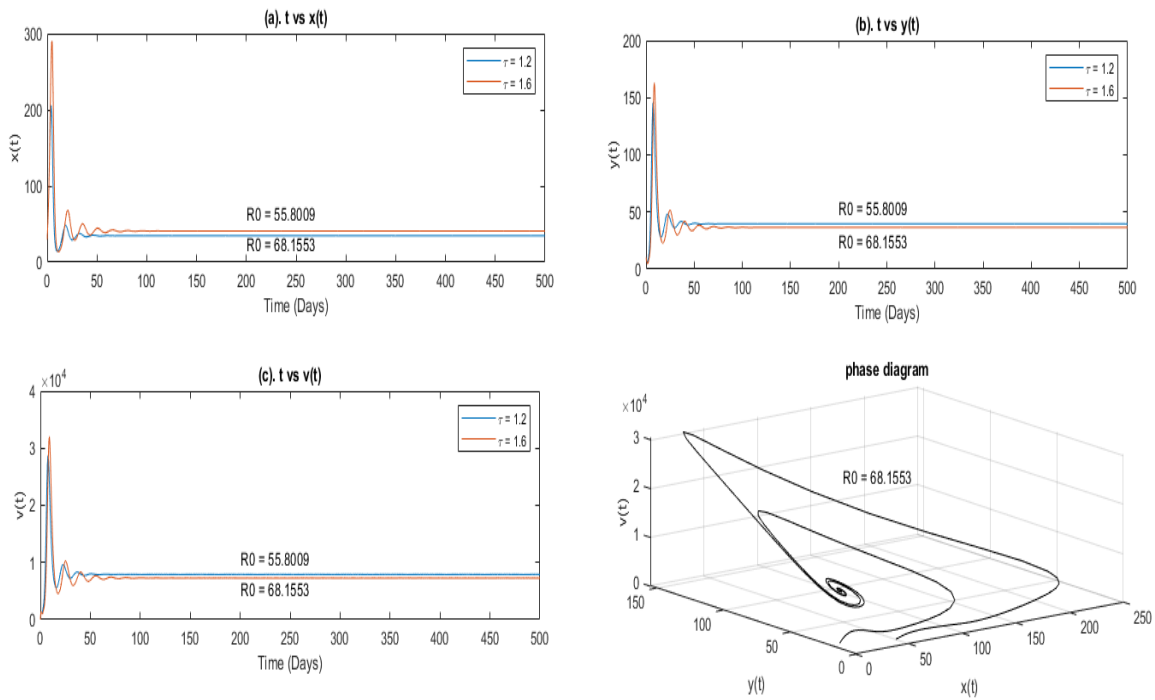 (a). t vs x(t)
300
200
100
0
x(t)
τ = 1.2
τ = 1.6
R0 = 55.8009
R0 = 68.1553
0 50 100 150 200 250 300 350 400 450 500
Time (Days)
(b). t vs y(t)
200
150
100
50
0
y(t)
τ = 1.2
τ = 1.6
R0 = 55.8009
R0 = 68.1553
0 50 100 150 200 250 300 350 400 450 500
Time (Days)
(c). t vs v(t)
×10⁴
4
3
2
1
0
v(t)
τ = 1.2
τ = 1.6
R0 = 55.8009
R0 = 68.1553
0 50 100 150 200 250 300 350 400 450 500
Time (Days)
phase diagram
×10⁴
3
2
1
0
v(t)
R0 = 68.1553
150 100 50 0
y(t)
0 50 100 150 200 250
x(t)